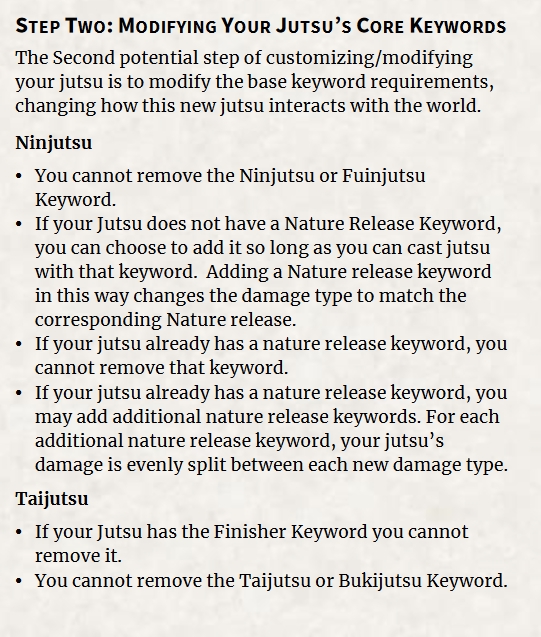 STEP TWO: MODIFYING YOUR JUTSU’S CORE KEYWORDS
The Second potential step of customizing/modifying
your jutsu is to modify the base keyword requirements,
changing how this new jutsu interacts with the world.
Ninjutsu
• You cannot remove the Ninjutsu or Fuinjutsu
Keyword.
• If your Jutsu does not have a Nature Release Keyword,
you can choose to add it so long as you can cast jutsu
with that keyword.  Adding a Nature release keyword
in this way changes the damage type to match the
corresponding Nature release.
• If your jutsu already has a nature release keyword, you
cannot remove that keyword.
• If your jutsu already has a nature release keyword, you
may add additional nature release keywords. For each
additional nature release keyword, your jutsu’s
damage is evenly split between each new damage type.
Taijutsu
• If your Jutsu has the Finisher Keyword you cannot
remove it.
• You cannot remove the Taijutsu or Bukijutsu Keyword.